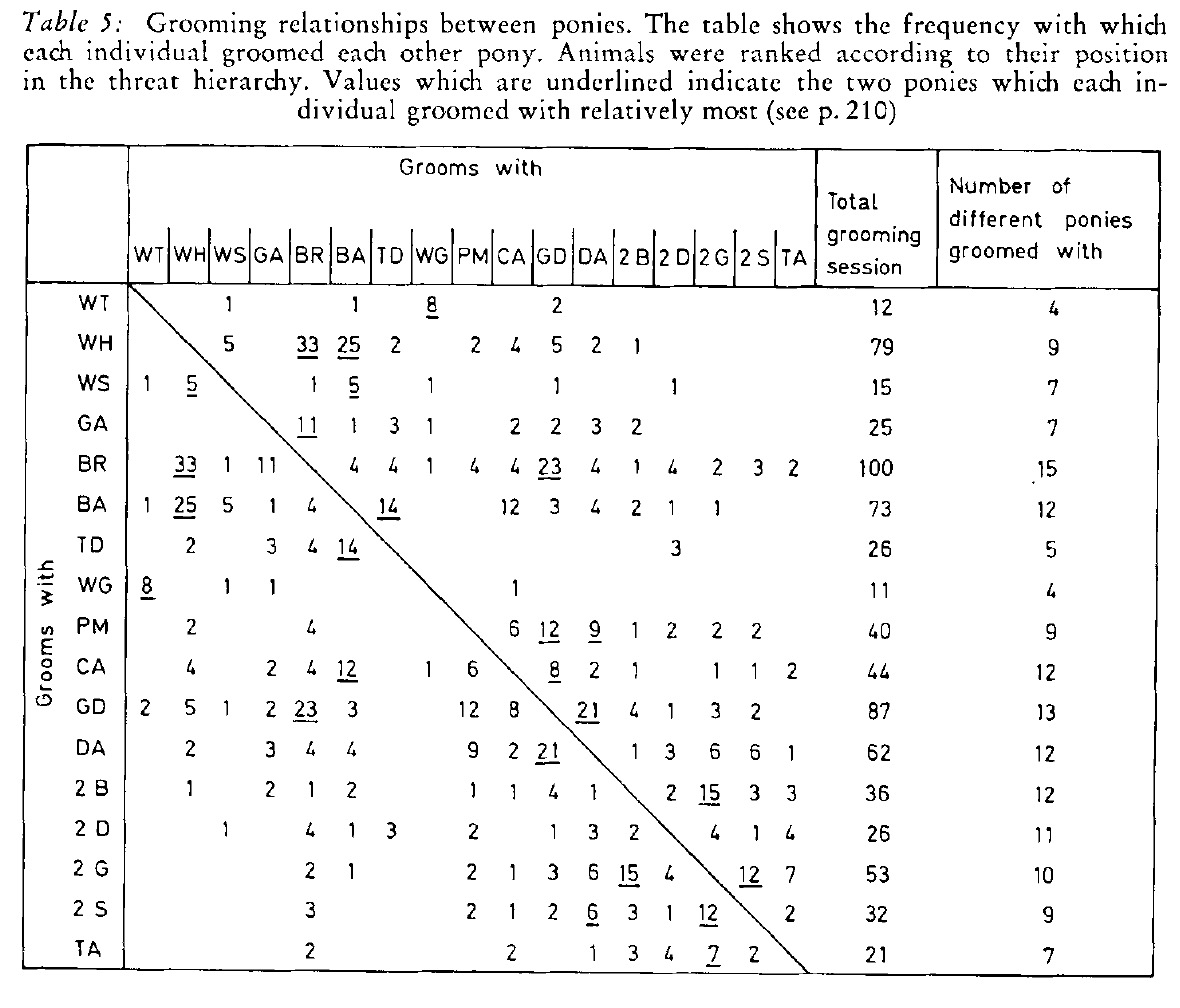 Table 5: Grooming relationships between ponies. The table shows the frequency with which
each individual groomed each other pony. Animals were ranked according to their position
in the threat hierarchy. Values which are underlined indicate the two ponies which each in-
dividual groomed with relatively most (see p. 210)
Grooms with
Total grooming session
Number of different ponies groomed with
WT WH WS GA BR BA TD WG PM CA GD DA 2B 2D 2G 2S TA
Grooms with
WT 1 1 8 2 12 4
WH 5 33 25 2 2 4 5 2 1 79 9
WS 1 5 1 5 1 1 1 15 7
GA 11 1 3 1 2 2 3 2 25 7
BR 33 1 11 4 4 1 4 4 23 4 1 4 2 3 2 100 15
BA 1 25 5 1 4 14 12 3 4 2 1 1 73 12
TD 2 3 4 14 3 26 5
WG 8 1 1 1 11 4
PM 2 4 6 12 9 1 2 2 2 40 9
CA 4 2 4 12 1 6 8 2 1 1 1 2 44 12
GD 2 5 1 2 23 3 12 8 21 4 1 3 2 87 13
DA 2 3 4 4 9 2 21 1 3 6 6 1 62 12
2 B 1 2 1 2 1 1 4 1 2 15 3 3 36 12
2 D 1 4 1 3 2 1 3 2 4 1 4 26 11
2 G 2 1 2 1 3 6 15 4 12 7 53 10
2 S 3 2 1 2 6 3 1 12 2 32 9
TA 2 2 1 3 4 7 2 21 7